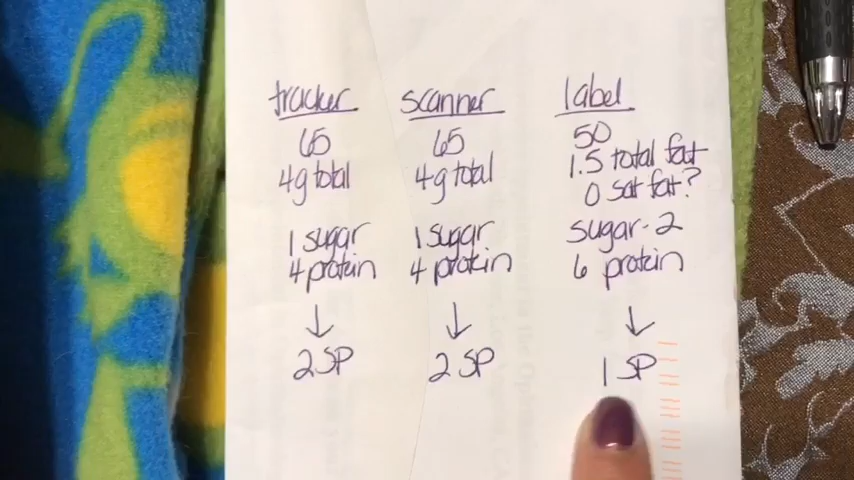 tracker
65
4g total
1 sugar
4 protein
2 SP
scanner
65
4g total
1 sugar
4 protein
2 SP
label
50
1.5 total fat
0 sat fat?
sugar - 2
6 protein
1 SP